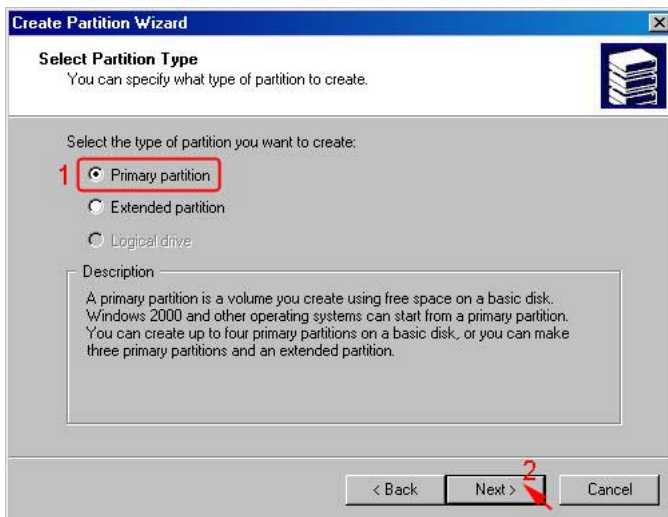 Create Partition Wizard
Select Partition Type
You can specify what type of partition to create.
Select the type of partition you want to create:
1 Primary partition
Extended partition
Logical drive
Description
A primary partition is a volume you create using free space on a basic disk.
Windows 2000 and other operating systems can start from a primary partition.
You can create up to four primary partitions on a basic disk, or you can make
three primary partitions and an extended partition.
2
< Back Next > Cancel